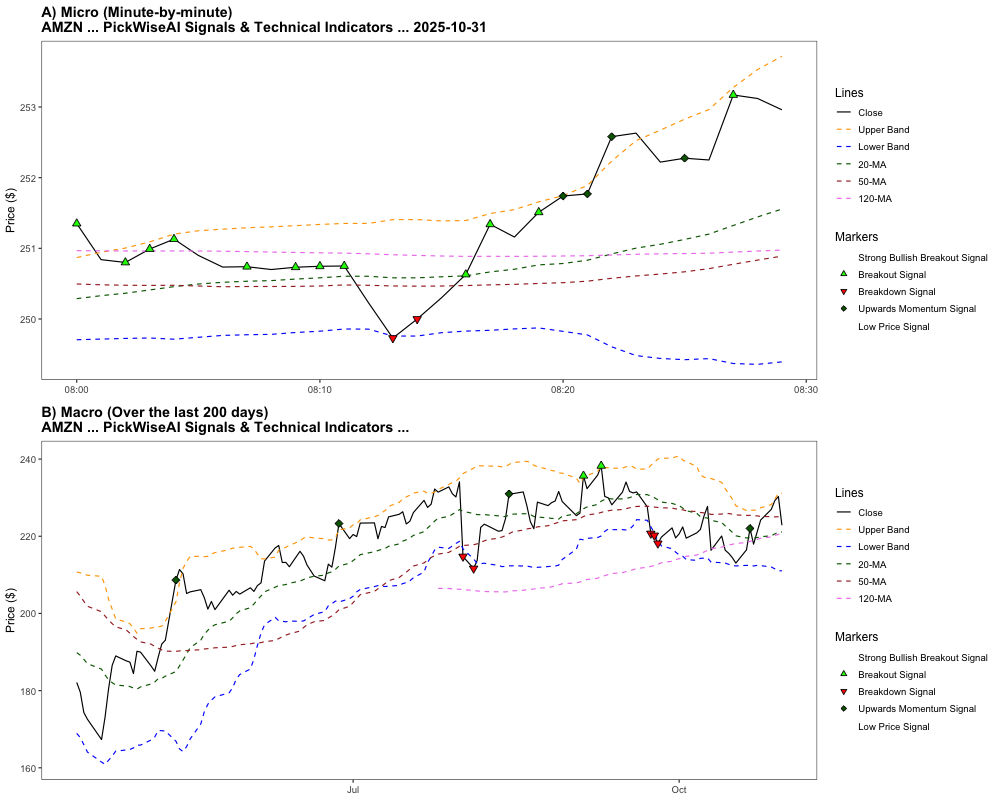 A) Micro (Minute-by-minute)
AMZN ... PickWiseAI Signals & Technical Indicators ... 2025-10-31
Price ($)
253
252
251
250
08:00
08:10
08:20
08:30
Lines
Close
Upper Band
Lower Band
20-MA
50-MA
120-MA
Markers
Strong Bullish Breakout Signal
Breakout Signal
Breakdown Signal
Upwards Momentum Signal
Low Price Signal
B) Macro (Over the last 200 days)
AMZN ... PickWiseAI Signals & Technical Indicators ...
Price ($)
240
220
200
180
160
Jul
Oct
Lines
Close
Upper Band
Lower Band
20-MA
50-MA
120-MA
Markers
Strong Bullish Breakout Signal
Breakout Signal
Breakdown Signal
Upwards Momentum Signal
Low Price Signal